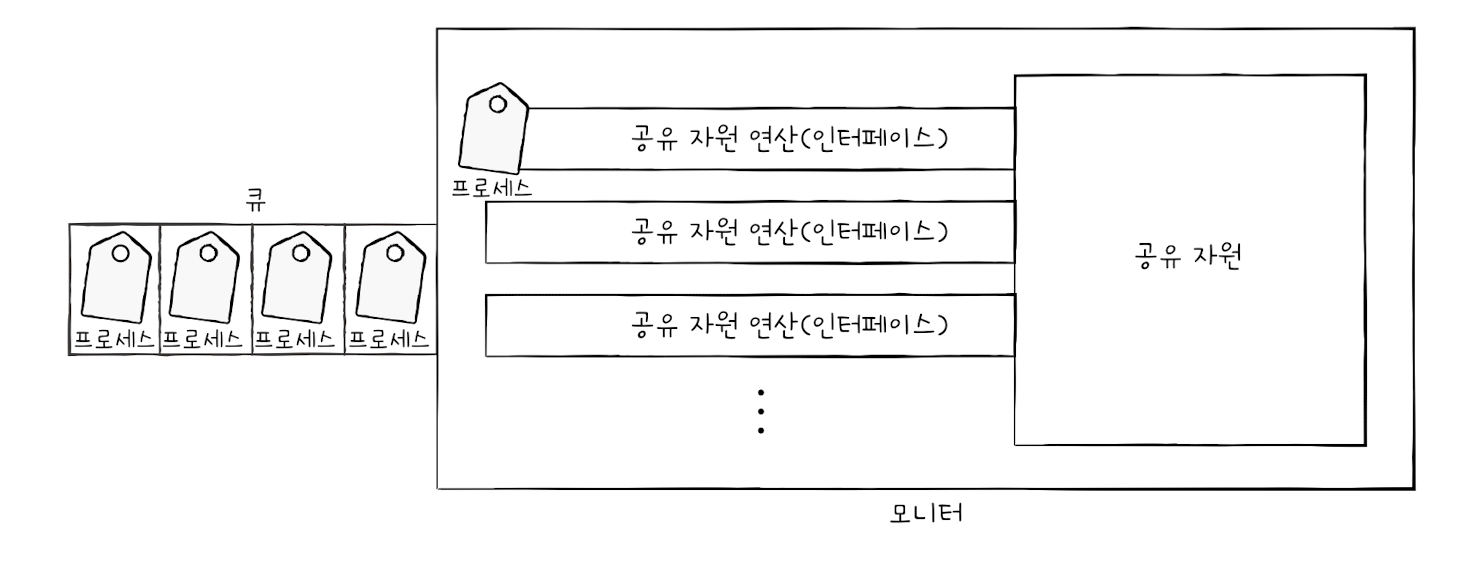 공유 자원 연산(인터페이스)
프로세스
큐
공유 자원 연산(인터페이스)
공유 자원
프로세스 프로세스 프로세스 프로세스
공유 자원 연산(인터페이스)
모니터